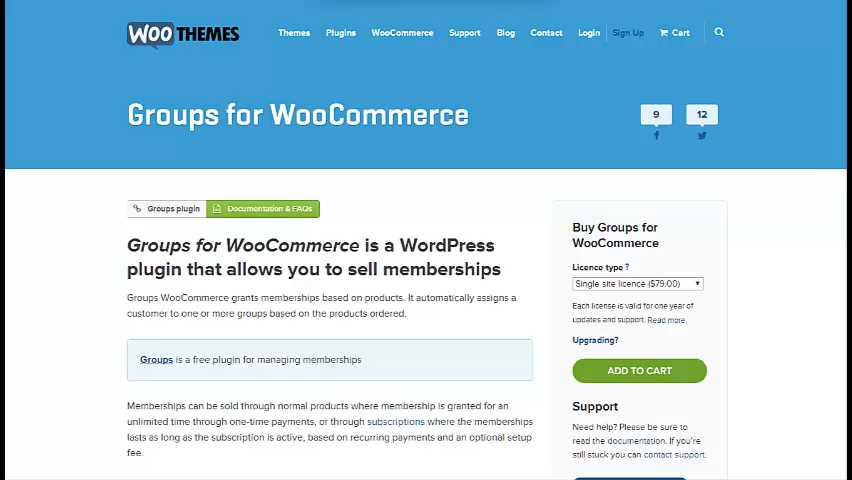 WOO THEMES
Themes Plugins WooCommerce Support Blog Contact Login Sign Up Cart
Groups for WooCommerce
9 12
Groups plugin Documentation & FAQs
Groups for WooCommerce is a WordPress
plugin that allows you to sell memberships
Groups WooCommerce grants memberships based on products. It automatically assigns a
customer to one or more groups based on the products ordered.
Groups is a free plugin for managing memberships
Memberships can be sold through normal products where membership is granted for an
unlimited time through one-time payments, or through subscriptions where the memberships
lasts as long as the subscription is active, based on recurring payments and an optional setup
fee.
Buy Groups for
WooCommerce
Licence type ?
Single site licence ($79.00)
Each license is valid for one year of
updates and support. Read more.
Upgrading?
ADD TO CART
Support
Need help? Please be sure to
read the documentation. If you're
still stuck you can contact support.